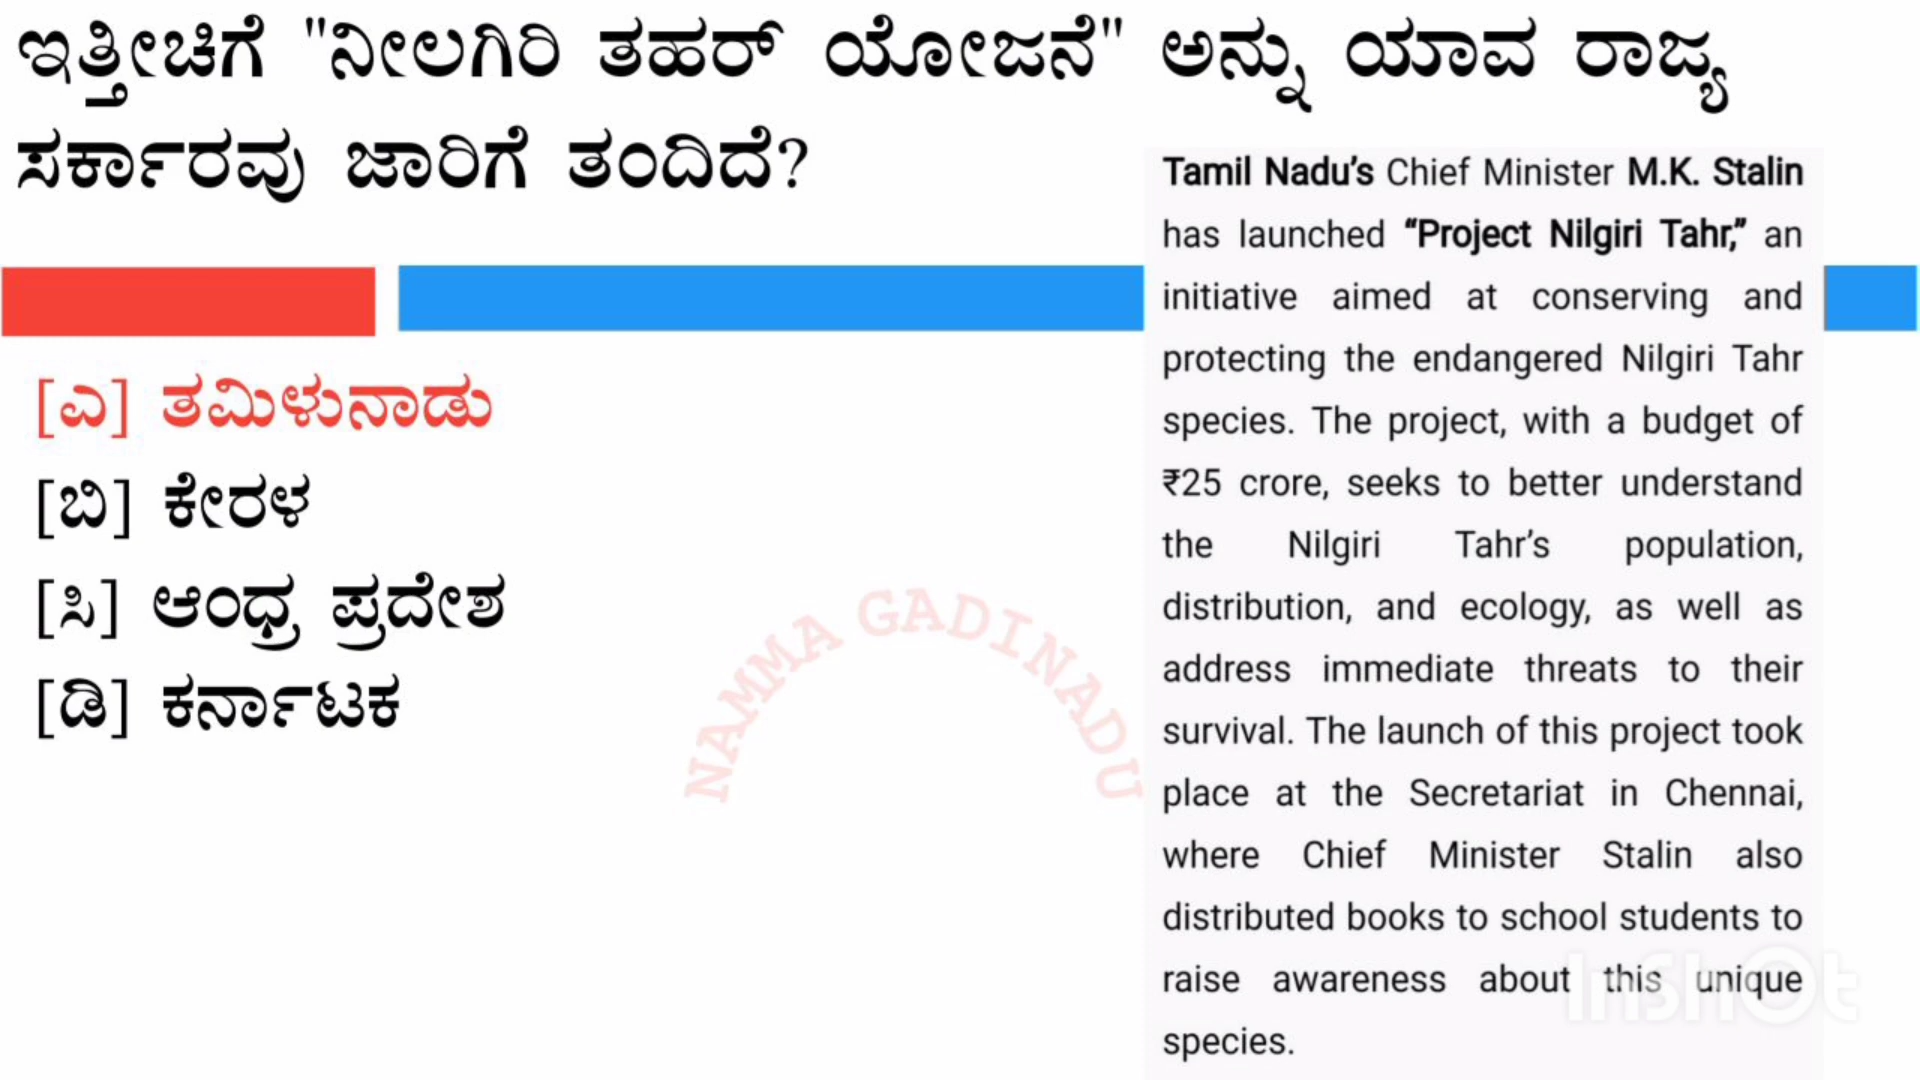 ಇತ್ತೀಚಿಗೆ "ನೀಲಗಿರಿ ತಹರ್ ಯೋಜನೆ" ಅನ್ನು ಯಾವ ರಾಜ್ಯ
ಸರ್ಕಾರವು ಜಾರಿಗೆ ತಂದಿದೆ?
[ಎ] ತಮಿಳುನಾಡು
[ಬಿ] ಕೇರಳ
[ಸಿ] ಆಂಧ್ರ ಪ್ರದೇಶ
[ಡಿ] ಕರ್ನಾಟಕ
NAMMA GADINADU
Tamil Nadu’s Chief Minister M.K. Stalin
has launched “Project Nilgiri Tahr,” an
initiative aimed at conserving and
protecting the endangered Nilgiri Tahr
species. The project, with a budget of
₹25 crore, seeks to better understand
the Nilgiri Tahr’s population,
distribution, and ecology, as well as
address immediate threats to their
survival. The launch of this project took
place at the Secretariat in Chennai,
where Chief Minister Stalin also
distributed books to school students to
raise awareness about this unique
species.
InShOt